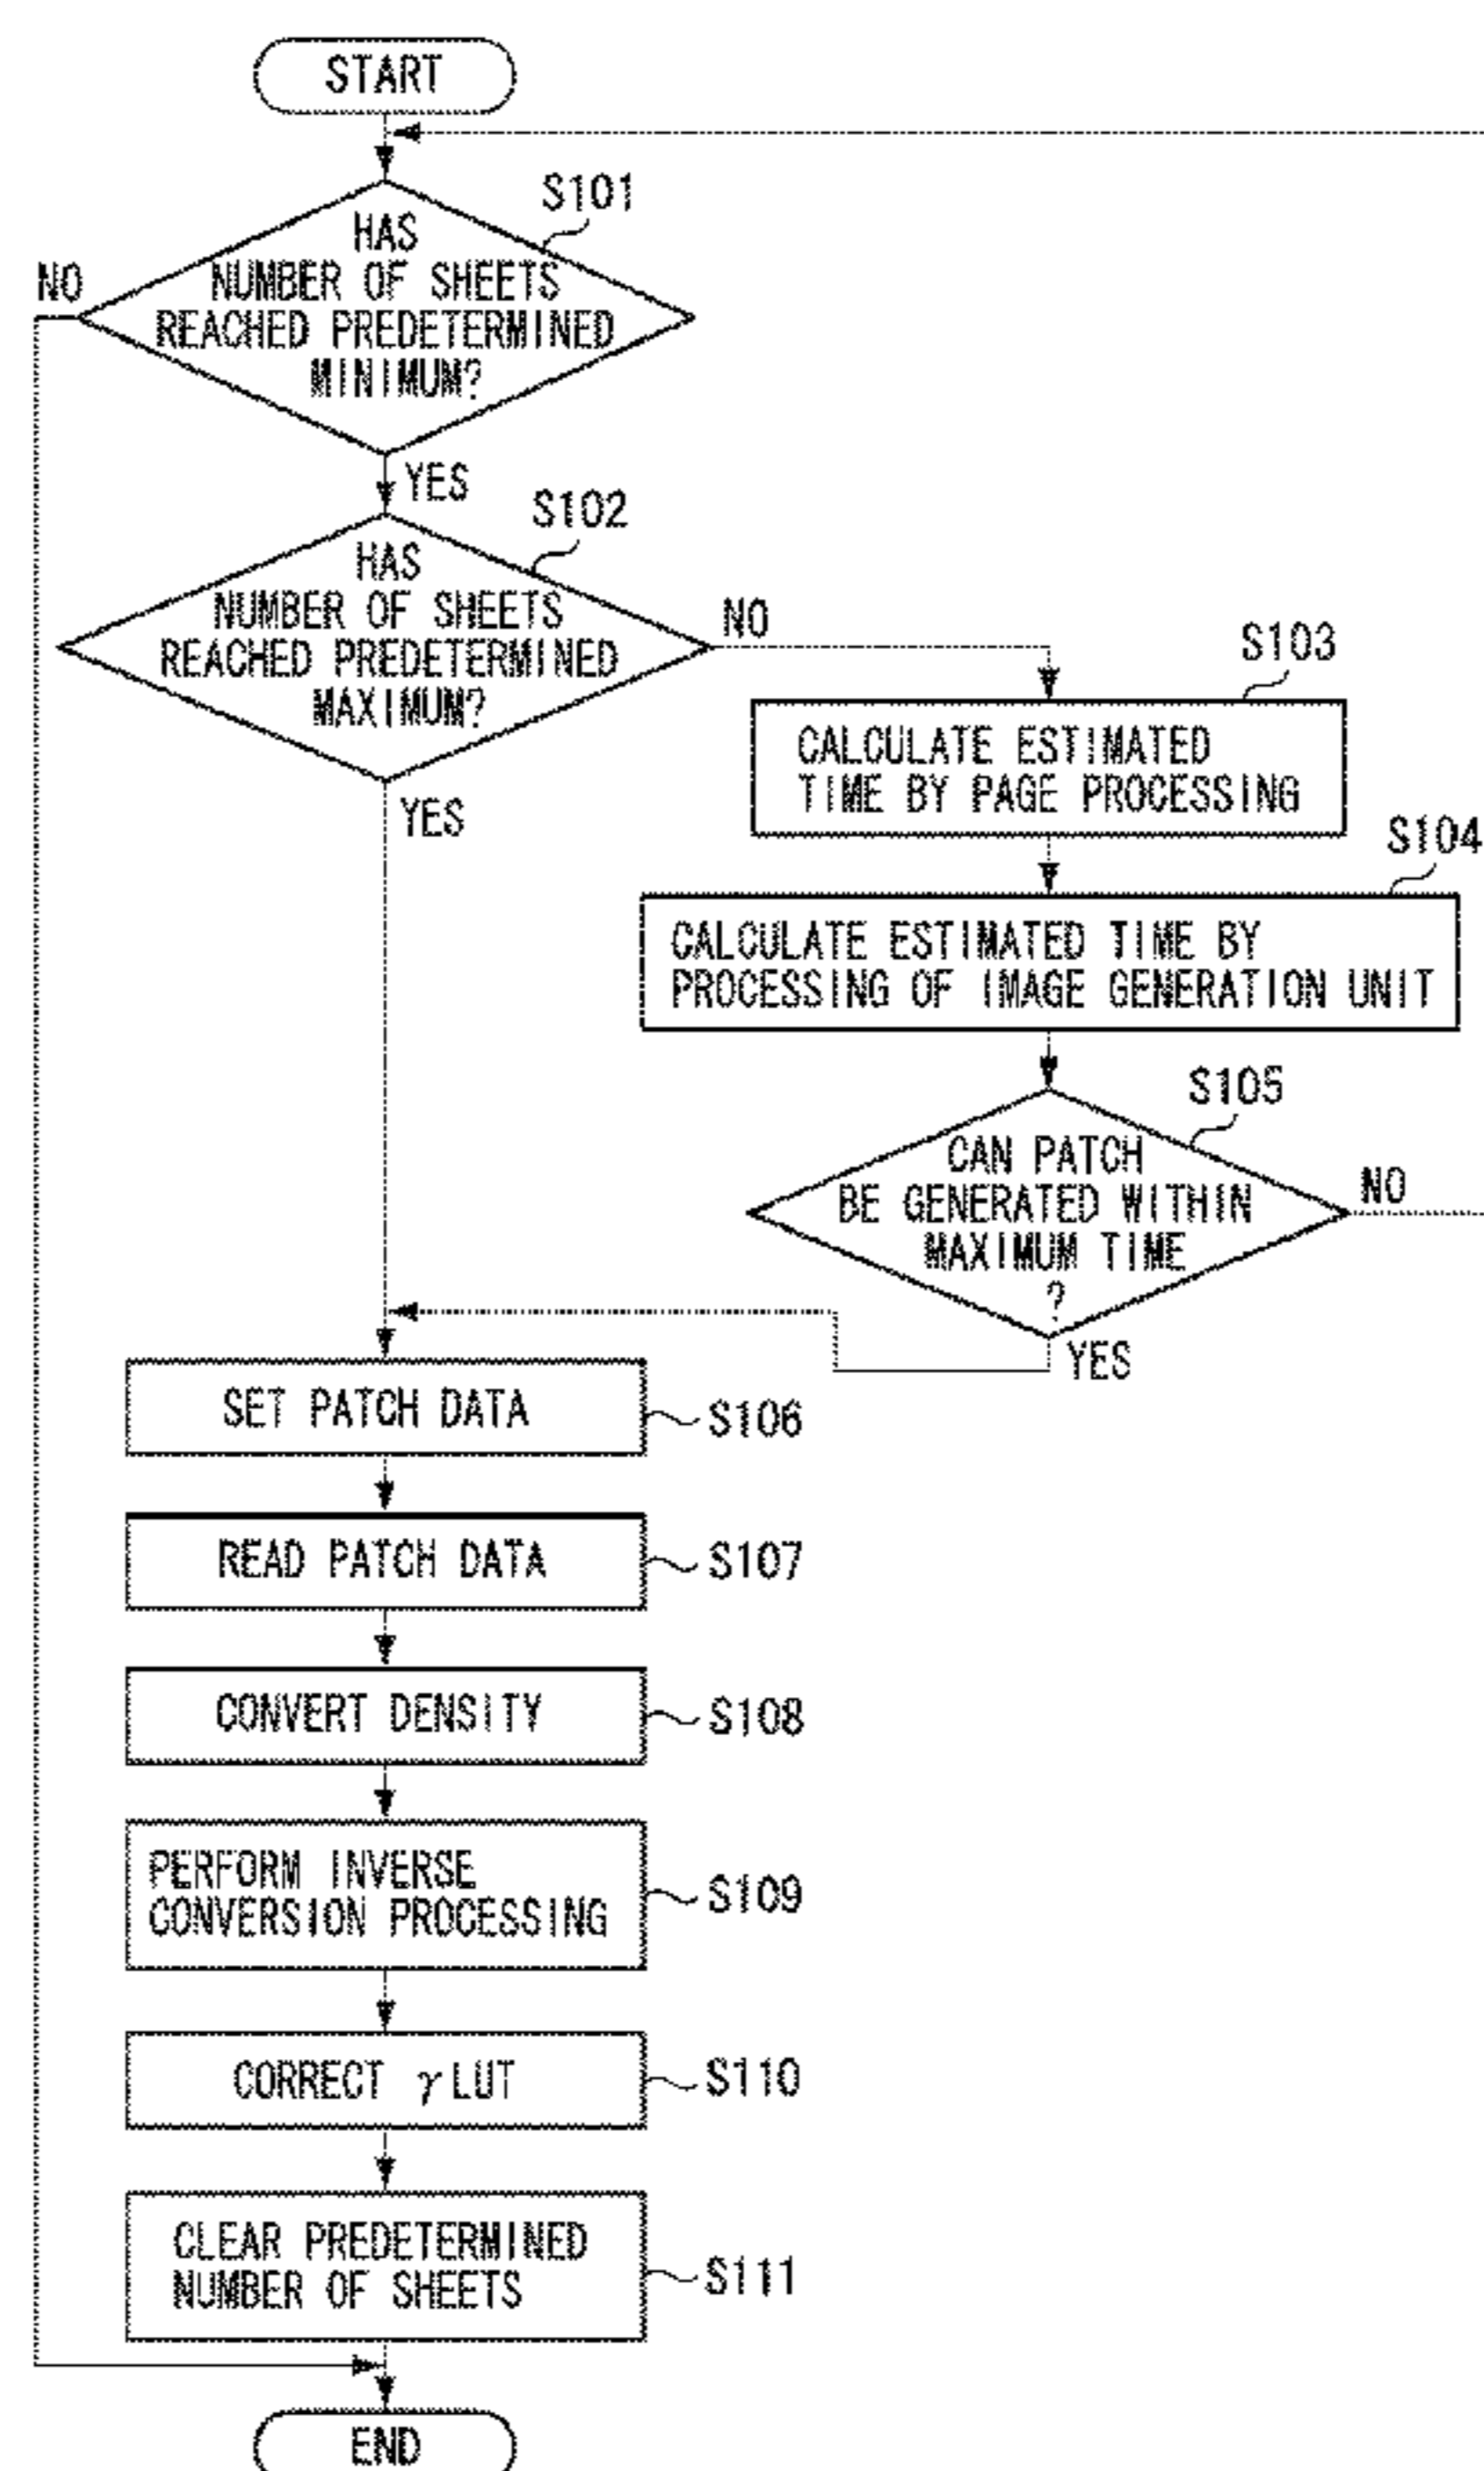 START
S101
HAS
NUMBER OF SHEETS
REACHED PREDETERMINED
MINIMUM?
NO
YES
S102
HAS
NUMBER OF SHEETS
REACHED PREDETERMINED
MAXIMUM?
NO
YES
S103
CALCULATE ESTIMATED
TIME BY PAGE PROCESSING
S104
CALCULATE ESTIMATED TIME BY
PROCESSING OF IMAGE GENERATION UNIT
S105
CAN PATCH
BE GENERATED WITHIN
MAXIMUM TIME
?
NO
YES
SET PATCH DATA
S106
READ PATCH DATA
S107
CONVERT DENSITY
S108
PERFORM INVERSE
CONVERSION PROCESSING
S109
CORRECT γ LUT
S110
CLEAR PREDETERMINED
NUMBER OF SHEETS
S111
END